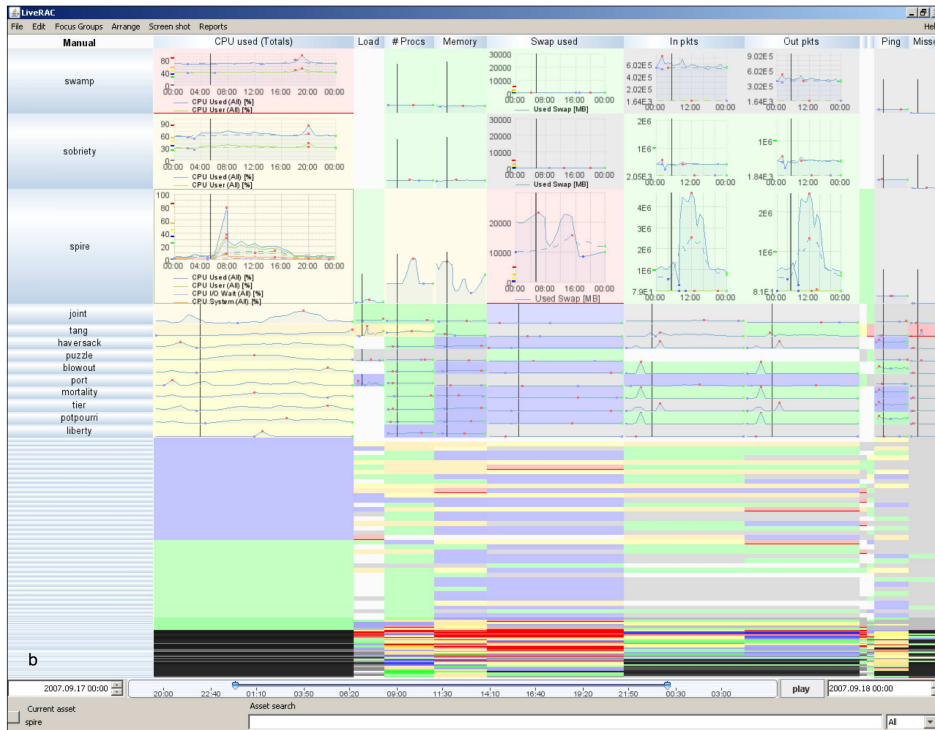 LiveRAC
File Edit Focus Groups Arrange Screen shot Reports Hel
Manual CPU used (Totals) Load # Procs Memory Swap used In pkts Out pkts Ping Misse
swamp
80
40
0
00:00 04:00 08:00 12:00 16:00 20:00 00:00
CPU Used (All) [%]
CPU User (All) [%]
30000
20000
10000
0
00:00 08:00 16:00 00:00
Used Swap [MB]
6.02E5
4.02E5
2.02E5
1.64E3
00:00 12:00 00:00
9.02E5
6.02E5
3.02E5
1.64E3
00:00 12:00 00:00
sobriety
90
60
30
0
00:00 04:00 08:00 12:00 16:00 20:00 00:00
CPU Used (All) [%]
CPU User (All) [%]
30000
20000
10000
0
00:00 08:00 16:00 00:00
Used Swap [MB]
1E6
2.05E3
00:00 12:00 00:00
2E6
1E6
1.84E3
00:00 12:00 00:00
spire
100
80
60
40
20
0
00:00 04:00 08:00 12:00 16:00 20:00 00:00
CPU Used (All) [%]
CPU User (All) [%]
CPU I/O Wait (All) [%]
CPU System (All) [%]
20000
10000
0
00:00 08:00 16:00 00:00
Used Swap [MB]
4E6
3E6
2E6
1E6
7.9E1
00:00 12:00 00:00
2E6
1E6
8.1E1
00:00 12:00 00:00
joint
tang
haversack
puzzle
blowout
port
mortality
tier
potpourri
liberty
b
2007.09.17 00:00
20:00 22:40 01:10 03:50 06:20 09:00 11:30 14:10 16:40 19:20 21:50 00:30 03:00
play
2007.09.18 00:00
Current asset
spire
Asset search
All